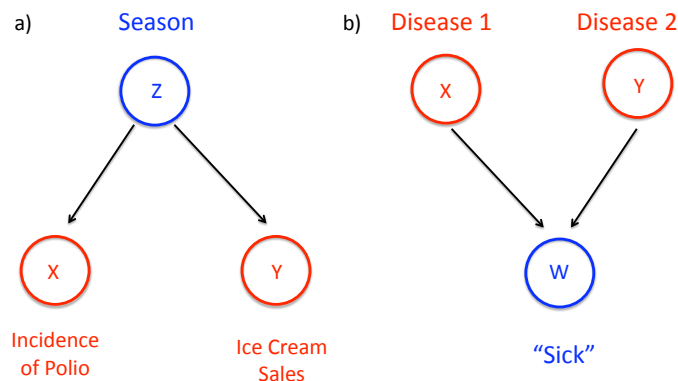 a)
Season
Z
X
Y
Incidence
of Polio
Ice Cream
Sales
b)
Disease 1
Disease 2
X
Y
W
“Sick”